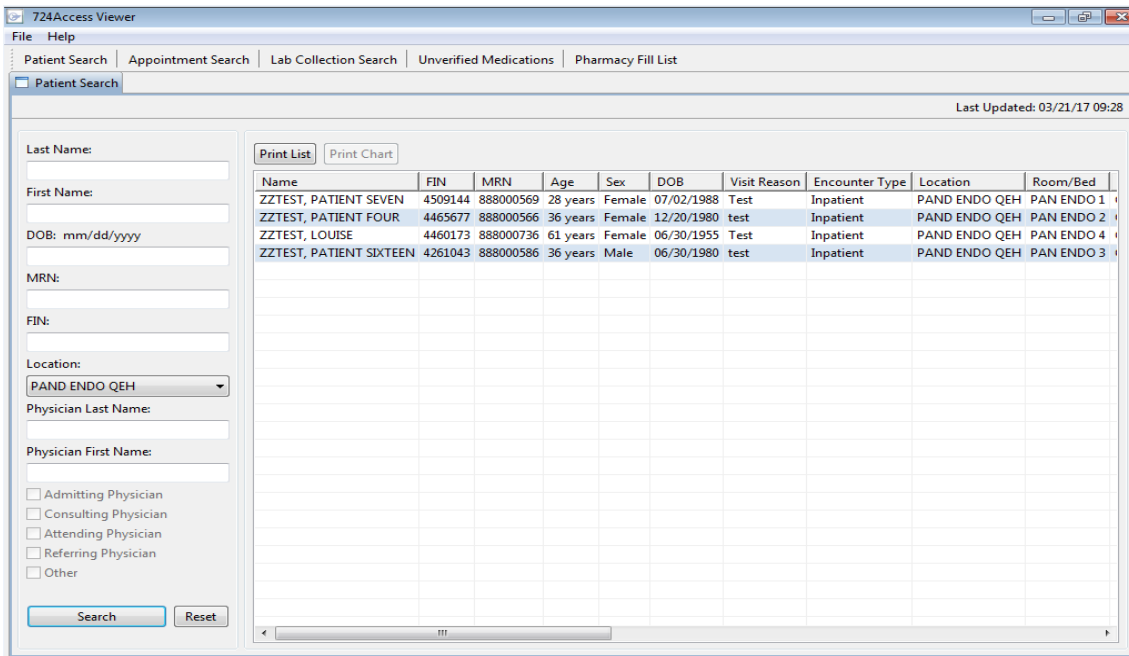 724Access Viewer
File Help
Patient Search Appointment Search Lab Collection Search Unverified Medications Pharmacy Fill List
Patient Search
Last Updated: 03/21/17 09:28
Last Name:
First Name:
DOB: mm/dd/yyyy
MRN:
FIN:
Location:
PAND ENDO QEH
Physician Last Name:
Physician First Name:
Admitting Physician
Consulting Physician
Attending Physician
Referring Physician
Other
Search Reset
Print List Print Chart
Name FIN MRN Age Sex DOB Visit Reason Encounter Type Location Room/Bed
ZZTEST, PATIENT SEVEN 4509144 888000569 28 years Female 07/02/1988 Test Inpatient PAND ENDO QEH PAN ENDO 1
ZZTEST, PATIENT FOUR 4465677 888000566 36 years Female 12/20/1980 test Inpatient PAND ENDO QEH PAN ENDO 2
ZZTEST, LOUISE 4460173 888000736 61 years Female 06/30/1955 Test Inpatient PAND ENDO QEH PAN ENDO 4
ZZTEST, PATIENT SIXTEEN 4261043 888000586 36 years Male 06/30/1980 test Inpatient PAND ENDO QEH PAN ENDO 3